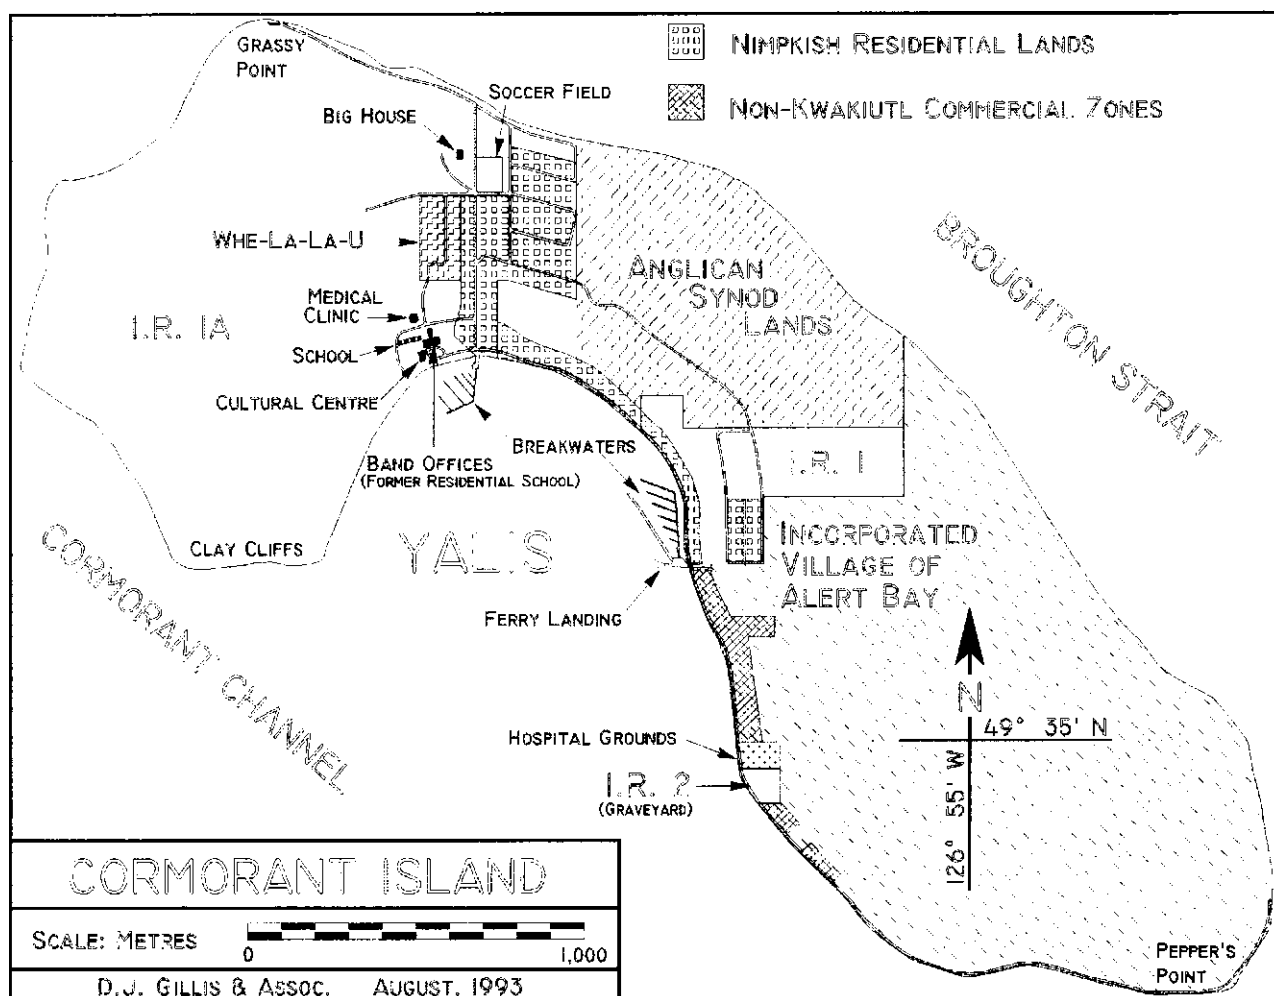 GRASSY
POINT
NIMPKISH RESIDENTIAL LANDS
SOCCER FIELD
NON-KWAKIUTL COMMERCIAL ZONES
BIG HOUSE
WHE-LA-LA-U
ANGLICAN
SYNOD
LANDS
BROUGHTON STRAIT
MEDICAL
CLINIC
I.R. 1A
SCHOOL
CULTURAL CENTRE
BREAKWATERS
I.R. 1
BAND OFFICES
(FORMER RESIDENTIAL SCHOOL)
CLAY CLIFFS
YALIS
INCORPORATED
VILLAGE OF
ALERT BAY
CORMORANT CHANNEL
FERRY LANDING
N
49° 35' N
126° 55' W
HOSPITAL GROUNDS
I.R. 2
(GRAVEYARD)
PEPPER'S
POINT
CORMORANT ISLAND
SCALE: METRES
0 1,000
D.J. GILLIS & ASSOC. AUGUST, 1993